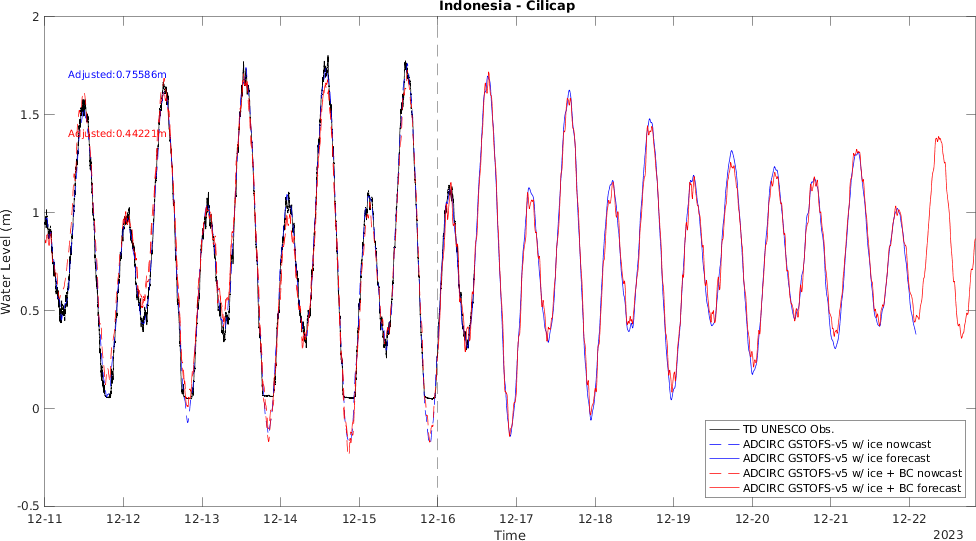 Indonesia - Cilicap
Water Level (m)
2
1.5
1
0.5
0
-0.5
Adjusted:0.75586m
Adjusted:0.44221m
TD UNESCO Obs.
ADCIRC GSTOFS-v5 w/ ice nowcast
ADCIRC GSTOFS-v5 w/ ice forecast
ADCIRC GSTOFS-v5 w/ ice + BC nowcast
ADCIRC GSTOFS-v5 w/ ice + BC forecast
12-11 12-12 12-13 12-14 12-15 12-16 12-17 12-18 12-19 12-20 12-21 12-22
Time
2023